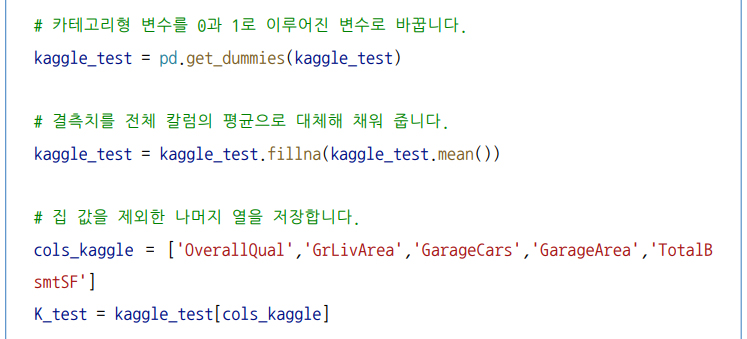 # 카테고리형 변수를 0과 1로 이루어진 변수로 바꿉니다.
kaggle_test = pd.get_dummies(kaggle_test)
# 결측치를 전체 칼럼의 평균으로 대체해 채워 줍니다.
kaggle_test = kaggle_test.fillna(kaggle_test.mean())
# 집 값을 제외한 나머지 열을 저장합니다.
cols_kaggle = ['OverallQual','GrLivArea','GarageCars','GarageArea','TotalB
smtSF']
K_test = kaggle_test[cols_kaggle]